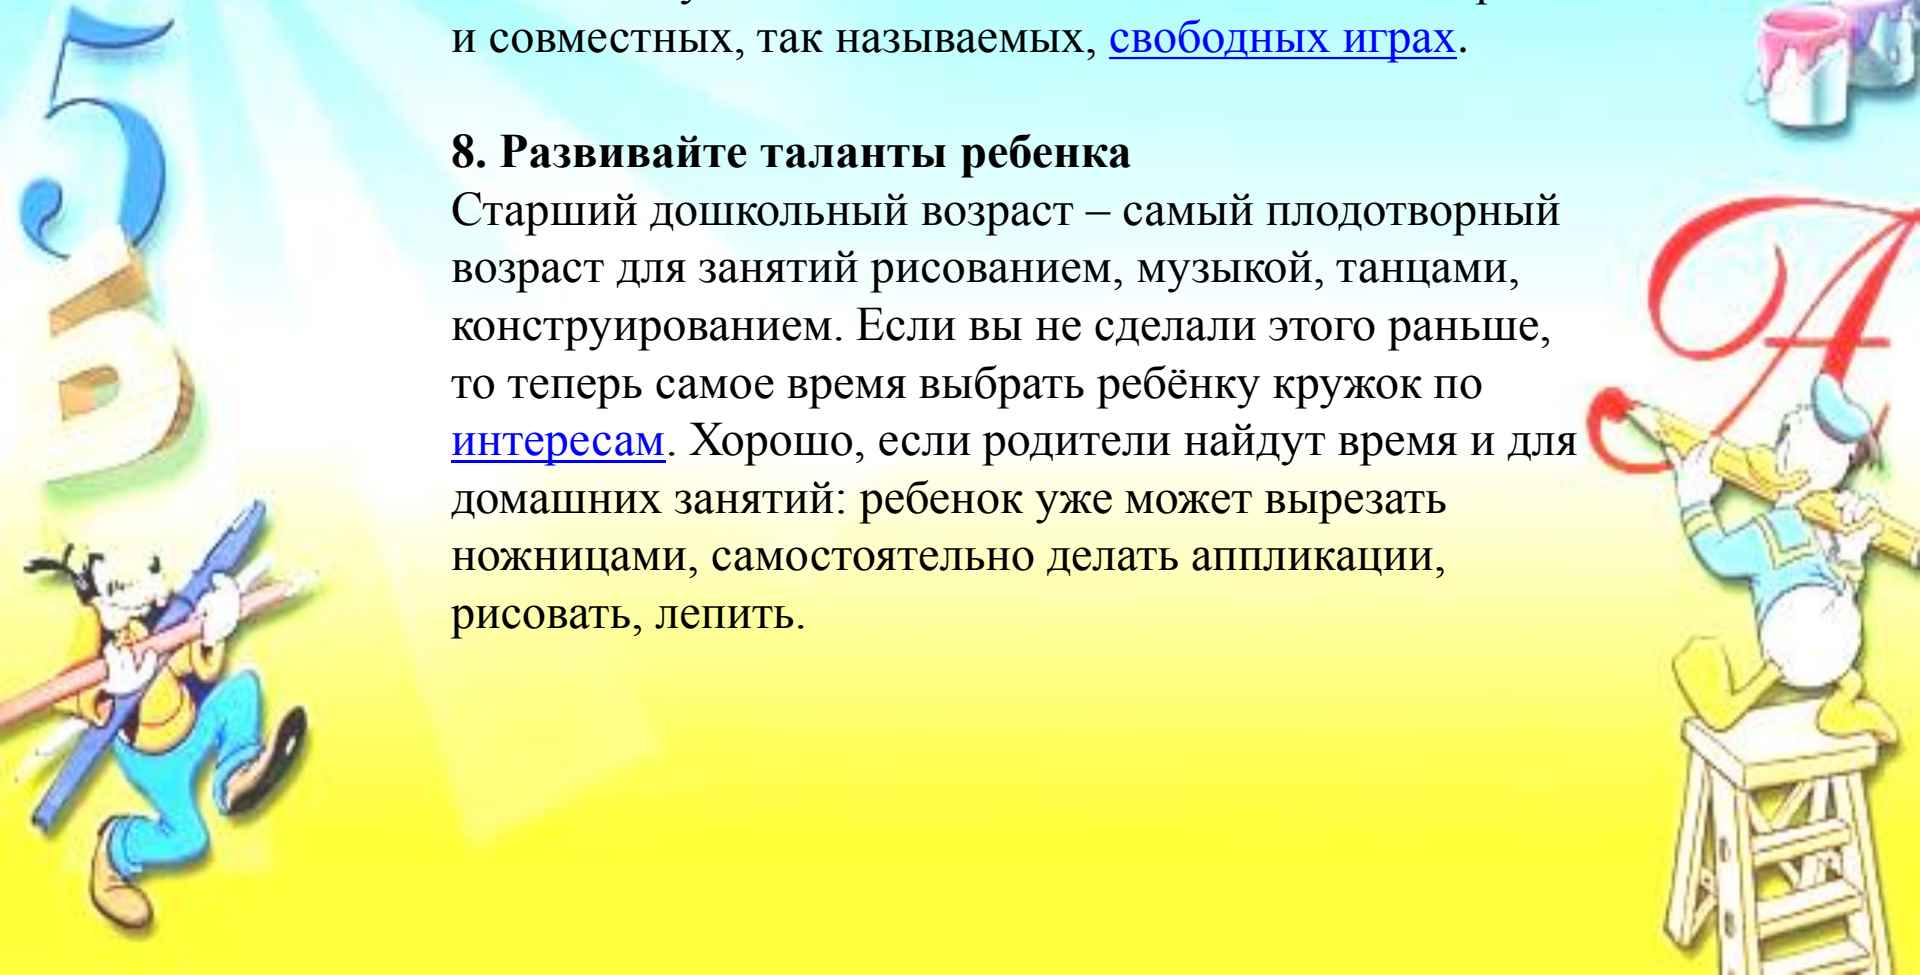 и совместных, так называемых, свободных играх.
8. Развивайте таланты ребенка
Старший дошкольный возраст – самый плодотворный
возраст для занятий рисованием, музыкой, танцами,
конструированием. Если вы не сделали этого раньше,
то теперь самое время выбрать ребёнку кружок по
интересам. Хорошо, если родители найдут время и для
домашних занятий: ребенок уже может вырезать
ножницами, самостоятельно делать аппликации,
рисовать, лепить.
5
Б
А